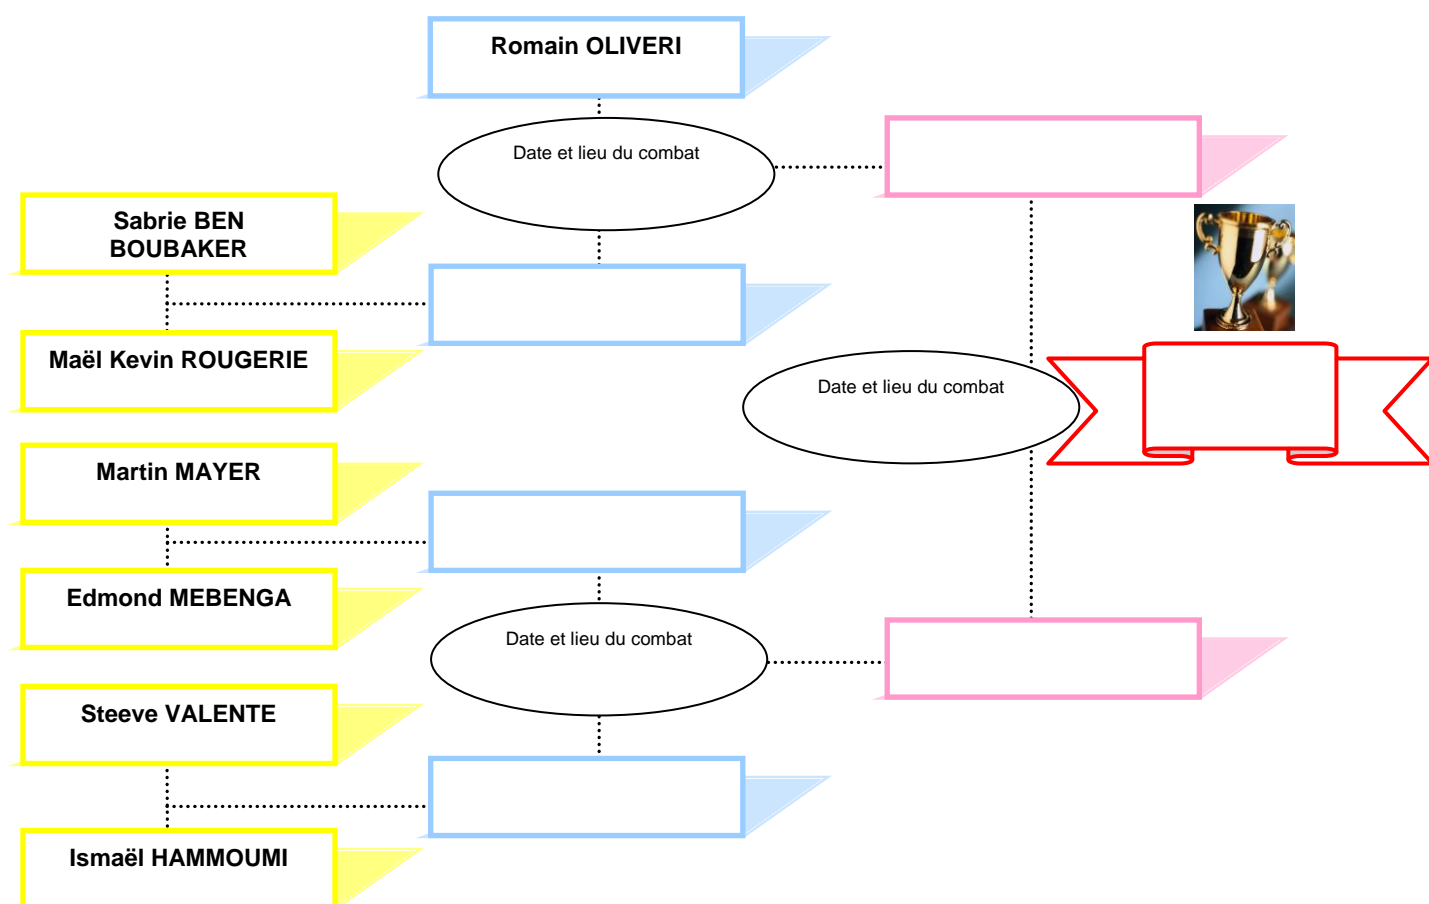 Romain OLIVERI
Date et lieu du combat
Sabrie BEN
BOUBAKER
Maël Kevin ROUGERIE
Date et lieu du combat
Martin MAYER
Edmond MEBENGA
Date et lieu du combat
Steeve VALENTE
Ismaël HAMMOUMI